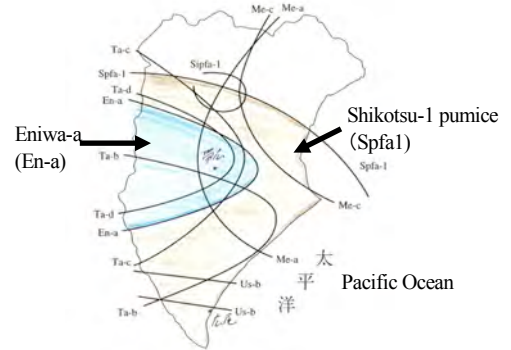 Me-c
Me-a
Ta-c
Sipfa-1
Spfa-1
Ta-d
En-a
Eniwa-a
(En-a)
Shikotsu-1 pumice
(Spfa1)
Ta-b
Spfa-1
Me-c
Ta-d
En-a
Me-a
Ta-c
太
平
洋
Pacific Ocean
Us-b
Ta-b
Us-b